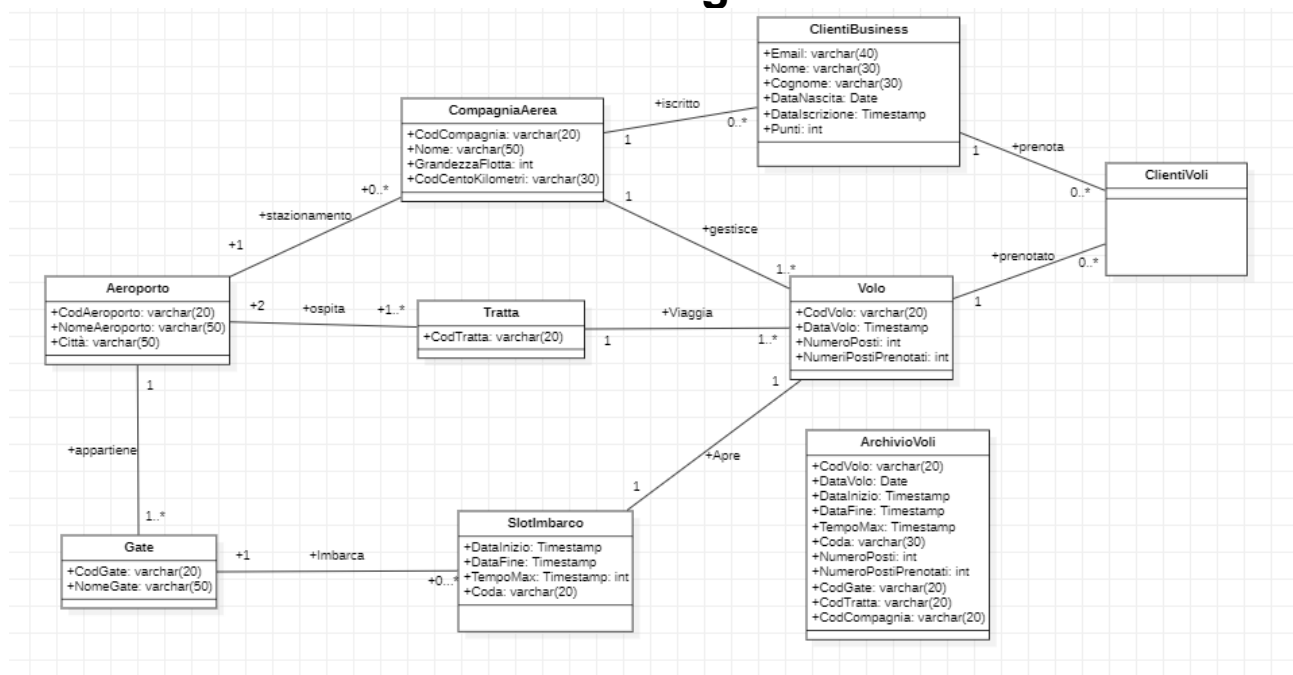 g
ClientiBusiness
+Email: varchar(40)
+Nome: varchar(30)
+Cognome: varchar(30)
+DataNascita: Date
+DataIscrizione: Timestamp
+Punti: int
CompagniaAerea
+CodCompagnia: varchar(20)
+Nome: varchar(50)
+GrandezzaFlotta: int
+CodCentoKilometri: varchar(30)
+iscritto
1
0..*
1
+prenota
0..*
ClientiVoli
+0..*
+stazionamento
+1
1
+gestisce
1..*
+prenotato
0..*
1
Aeroporto
+CodAeroporto: varchar(20)
+NomeAeroporto: varchar(50)
+Città: varchar(50)
+2
+ospita
+1..*
Tratta
+CodTratta: varchar(20)
+Viaggia
1
1..*
Volo
+CodVolo: varchar(20)
+DataVolo: Timestamp
+NumeroPosti: int
+NumeriPostiPrenotati: int
1
+appartiene
1..*
1
+Apre
1
ArchivioVoli
+CodVolo: varchar(20)
+DataVolo: Date
+DataInizio: Timestamp
+DataFine: Timestamp
+TempoMax: Timestamp
+Coda: varchar(30)
+NumeroPosti: int
+NumeroPostiPrenotati: int
+CodGate: varchar(20)
+CodTratta: varchar(20)
+CodCompagnia: varchar(20)
Gate
+CodGate: varchar(20)
+NomeGate: varchar(50)
+1
+Imbarca
+0...*
SlotImbarco
+DataInizio: Timestamp
+DataFine: Timestamp
+TempoMax: Timestamp: int
+Coda: varchar(20)